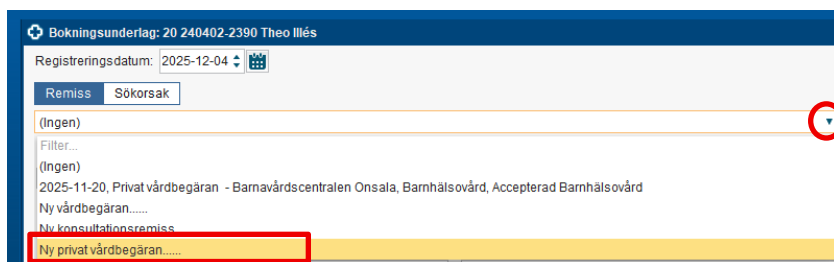 Bokningsunderlag: 20 240402-2390 Theo Illés
Registreringsdatum: 2025-12-04
Remiss Sökorsak
(Ingen)
Filter...
(Ingen)
2025-11-20, Privat vårdbegäran - Barnavårdscentralen Onsala, Barnhälsovård, Accepterad Barnhälsovård
Ny vårdbegäran......
Ny konsultationsremiss
Ny privat vårdbegäran......